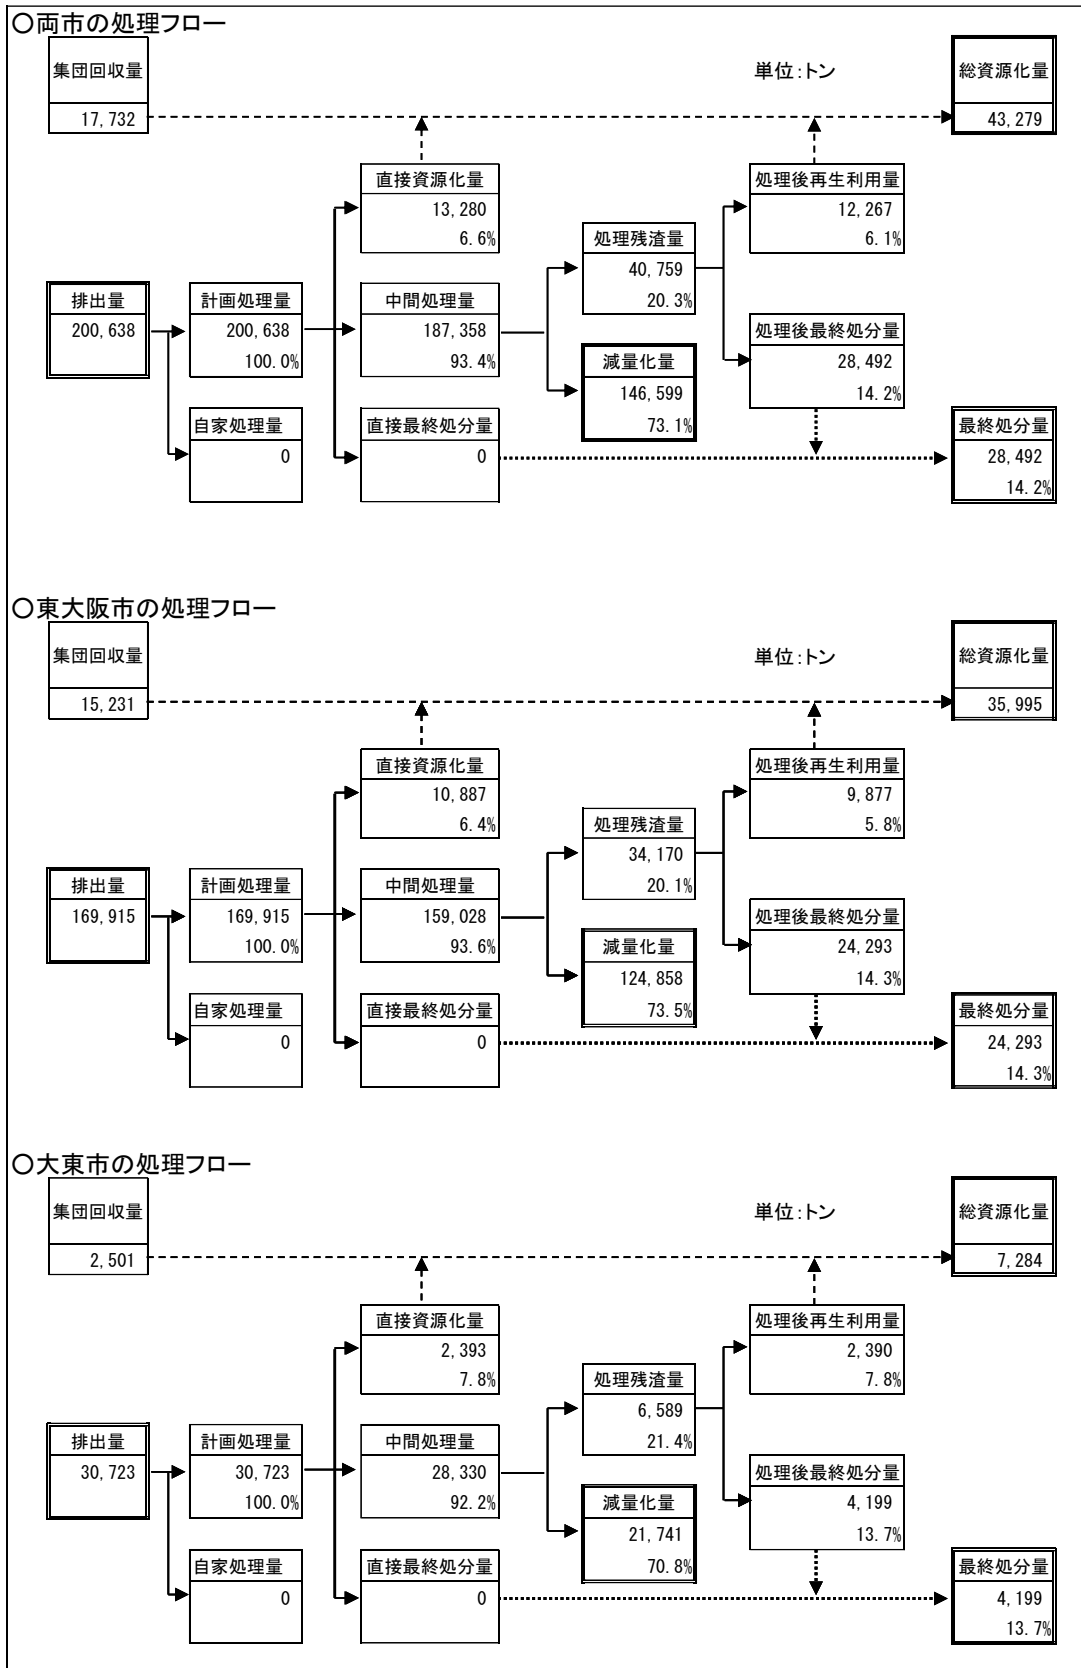 ○両市の処理フロー
集団回収量
17,732
単位:トン
総資源化量
43,279
直接資源化量
13,280
6.6%
処理後再生利用量
12,267
6.1%
処理残渣量
40,759
20.3%
排出量
200,638
計画処理量
200,638
100.0%
中間処理量
187,358
93.4%
処理後最終処分量
28,492
14.2%
減量化量
146,599
73.1%
自家処理量
0
直接最終処分量
0
最終処分量
28,492
14.2%
○東大阪市の処理フロー
集団回収量
15,231
単位:トン
総資源化量
35,995
直接資源化量
10,887
6.4%
処理後再生利用量
9,877
5.8%
処理残渣量
34,170
20.1%
排出量
169,915
計画処理量
169,915
100.0%
中間処理量
159,028
93.6%
処理後最終処分量
24,293
14.3%
減量化量
124,858
73.5%
自家処理量
0
直接最終処分量
0
最終処分量
24,293
14.3%
○大東市の処理フロー
集団回収量
2,501
単位:トン
総資源化量
7,284
直接資源化量
2,393
7.8%
処理後再生利用量
2,390
7.8%
処理残渣量
6,589
21.4%
排出量
30,723
計画処理量
30,723
100.0%
中間処理量
28,330
92.2%
処理後最終処分量
4,199
13.7%
減量化量
21,741
70.8%
自家処理量
0
直接最終処分量
0
最終処分量
4,199
13.7%